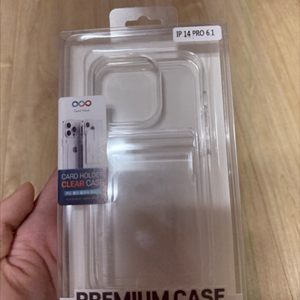 IP 14 PRO 6.1
CARD HOLDER
CLEAR CASE
PREMIUM CASE